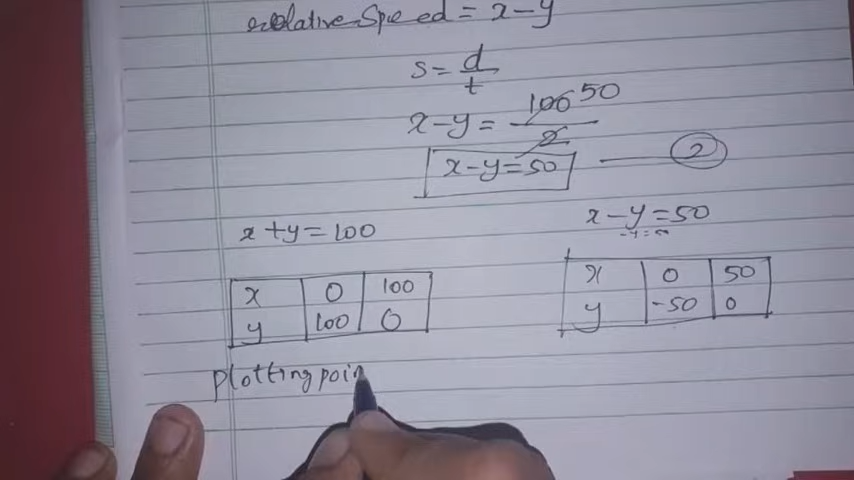 relative Speed = x-y
s = d/t
x-y = 100 50 / 2
x-y=50 2
x+y=100 x-y=50
-y=50
x 0 100 x 0 50
y 100 0 y -50 0
plotting poin